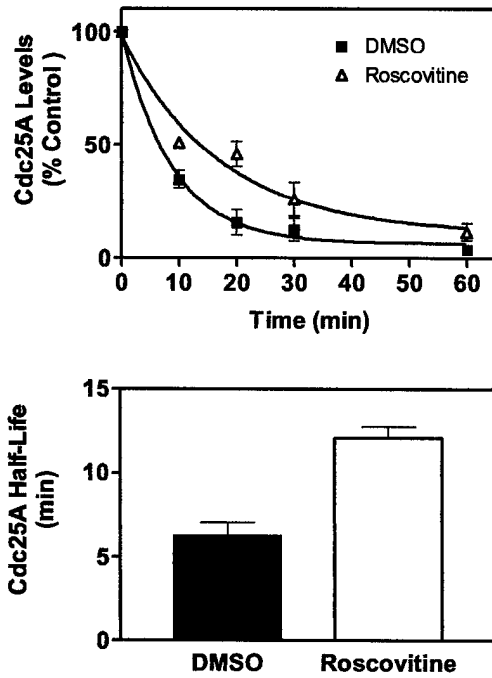 Cdc25A Levels
(% Control )
100
50
0
DMSO
Roscovitine
0 10 20 30 40 50 60
Time (min)
Cdc25A Half-Life
(min)
15
10
5
0
DMSO Roscovitine